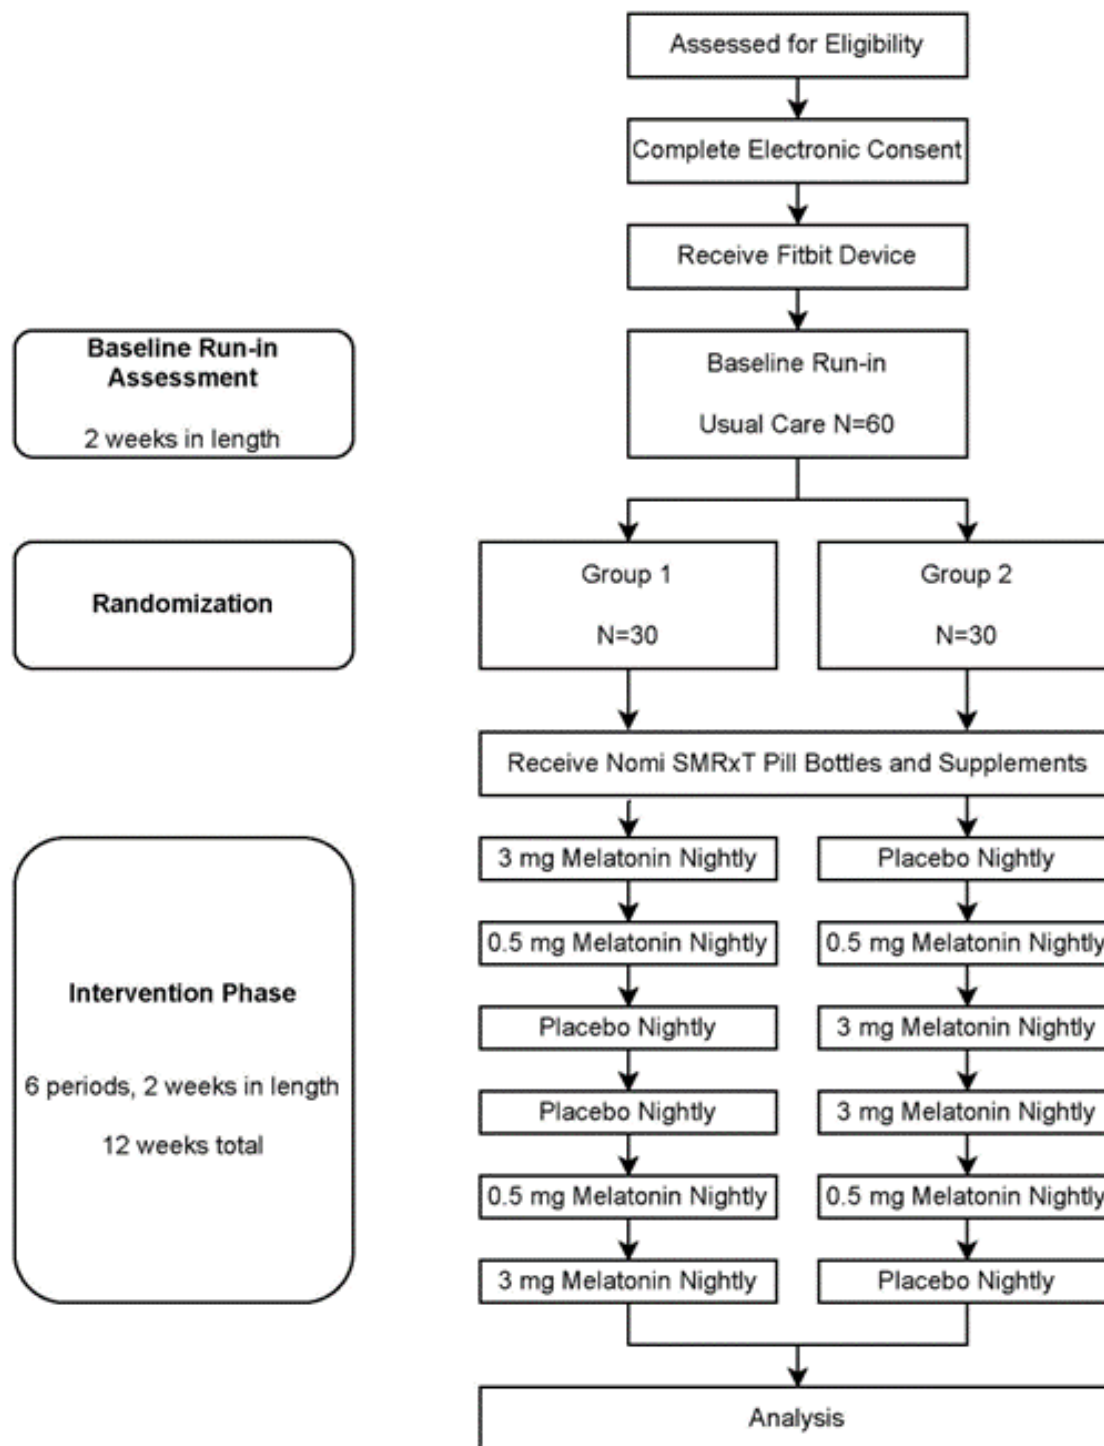 Assessed for Eligibility
Complete Electronic Consent
Receive Fitbit Device
Baseline Run-in
Assessment
2 weeks in length
Baseline Run-in
Usual Care N=60
Randomization
Group 1
N=30
Group 2
N=30
Receive Nomi SMRxT Pill Bottles and Supplements
Intervention Phase
6 periods, 2 weeks in length
12 weeks total
3 mg Melatonin Nightly
Placebo Nightly
0.5 mg Melatonin Nightly
0.5 mg Melatonin Nightly
Placebo Nightly
3 mg Melatonin Nightly
Placebo Nightly
3 mg Melatonin Nightly
0.5 mg Melatonin Nightly
0.5 mg Melatonin Nightly
3 mg Melatonin Nightly
Placebo Nightly
Analysis